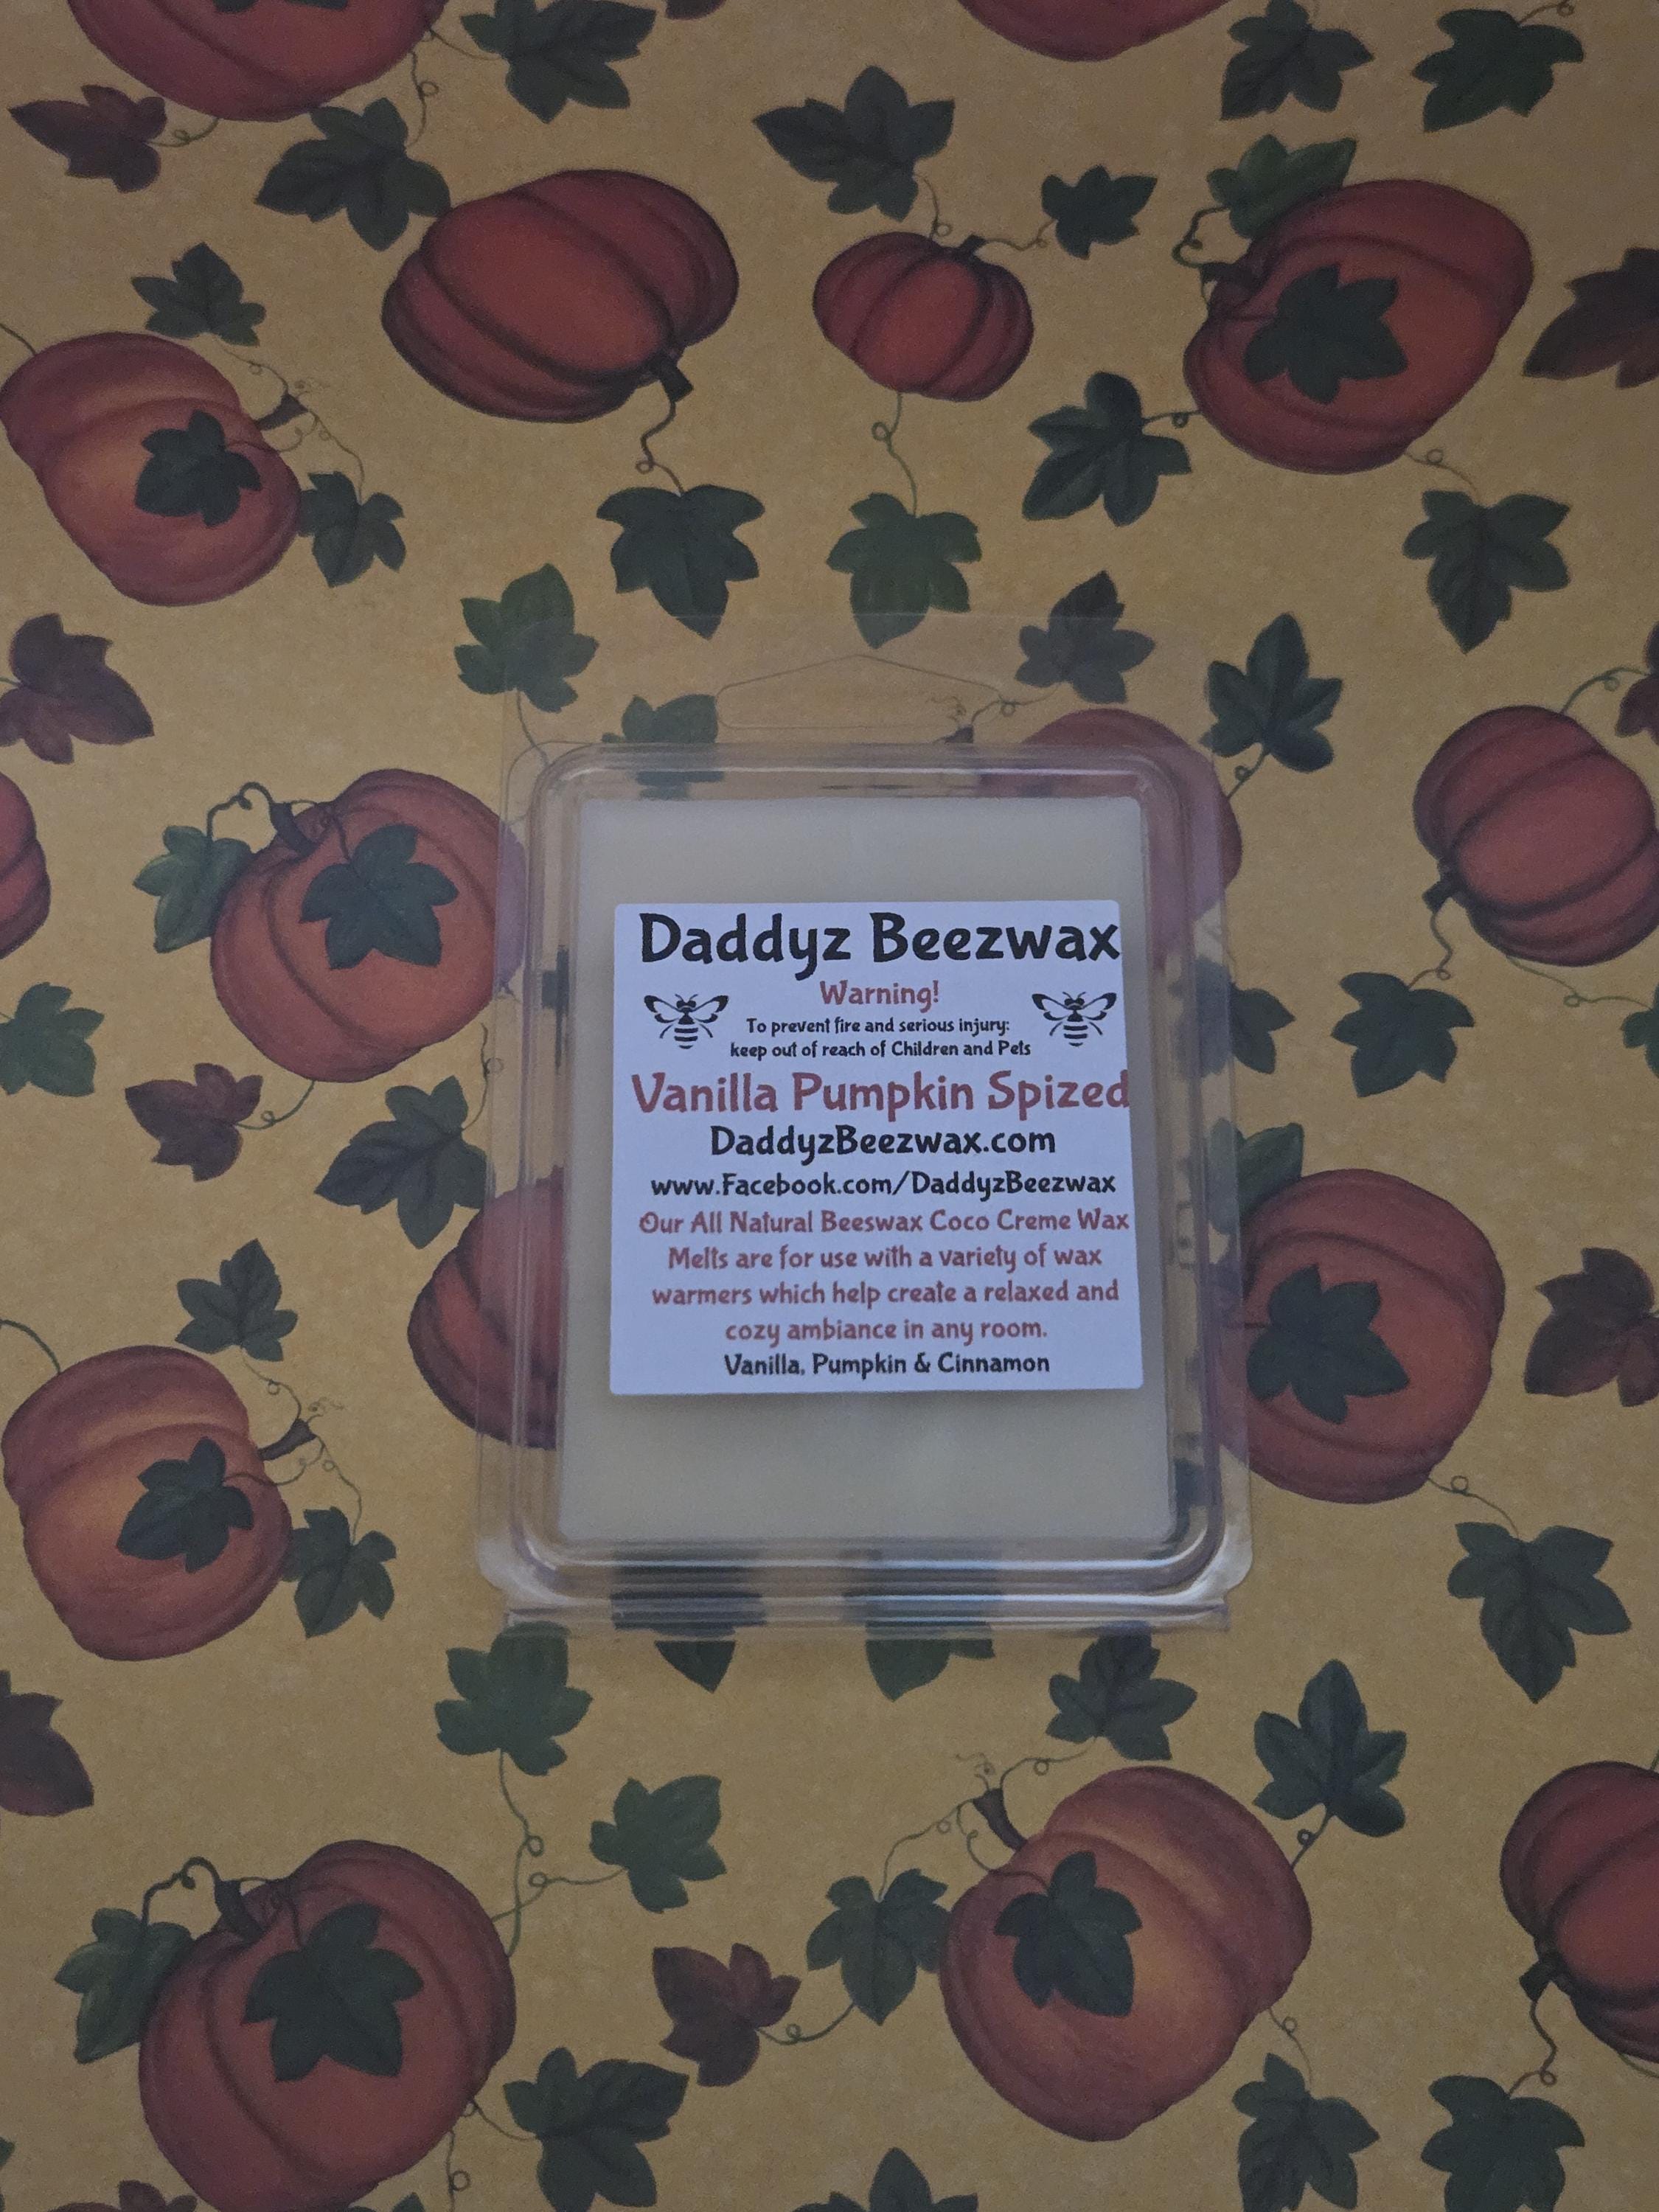 Daddyz Beezwax
Warning!
To prevent fire and serious injury:
keep out of reach of Children and Pets
Vanilla Pumpkin Spized
DaddyzBeezwax.com
www.Facebook.com/DaddyzBeezwax
Our All Natural Beeswax Coco Creme Wax
Melts are for use with a variety of wax
warmers which help create a relaxed and
cozy ambiance in any room.
Vanilla, Pumpkin & Cinnamon